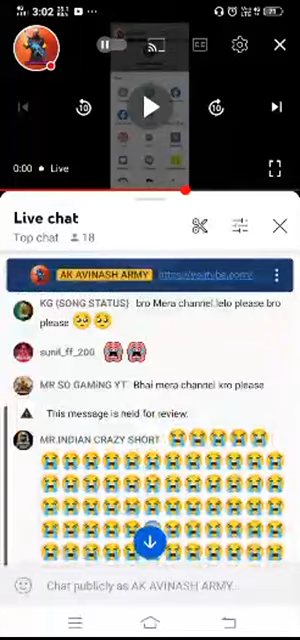 3:02
0:00 • Live
Live chat
Top chat 18
AK AVINASH ARMY https://youtube.com/
KG (SONG STATUS) bro Mera channel lelo please bro
please 🥺🥺
sunil_ff_200
MR SO GAMING YT Bhai mera channel kro please
This message is held for review.
MR.INDIAN CRAZY SHORT
Chat publicly as AK AVINASH ARMY...